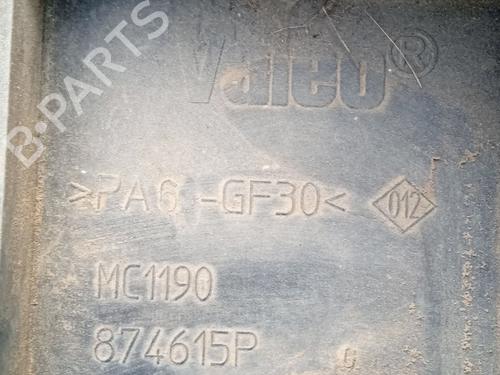 Valeo®
B-PARTS
>PA6-GF30< 012
MC1190
874615P